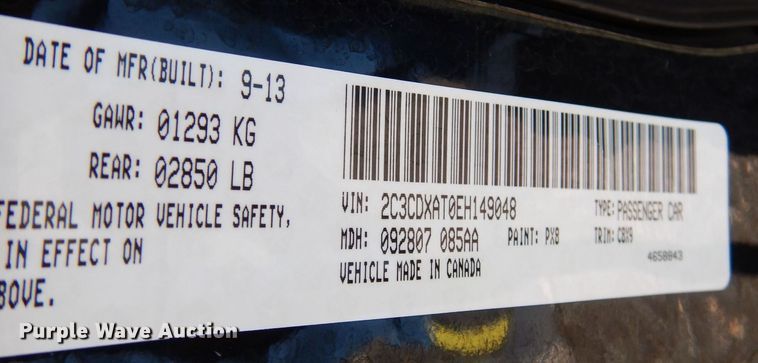 DATE OF MFR(BUILT): 9-13
GAWR: 01293 KG
REAR: 02850 LB
FEDERAL MOTOR VEHICLE SAFETY,
IN EFFECT ON
BOVE.
VIN: 2C3CDXAT0EH149048
TYPE: PASSENGER CAR
MDH: 092807 085AA
PAINT: PX8
TRIM: CBX9
VEHICLE MADE IN CANADA
4658843
Purple Wave Auction